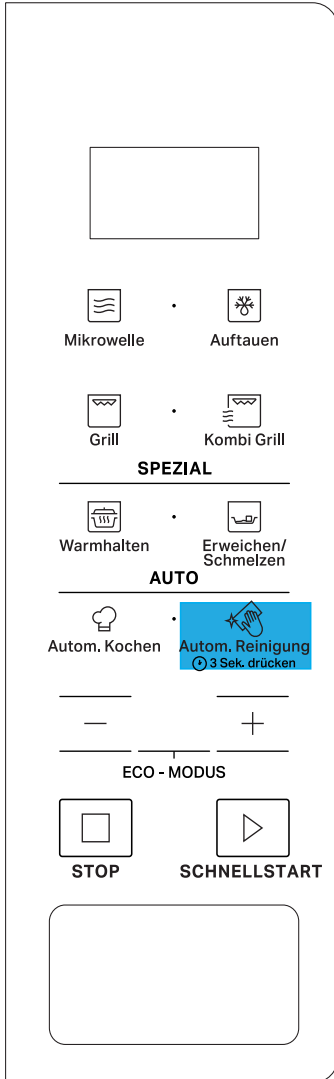 Mikrowelle
Auftauen
Grill
Kombi Grill
SPEZIAL
Warmhalten
Erweichen/
Schmelzen
AUTO
Autom. Kochen
Autom. Reinigung
3 Sek. drücken
ECO - MODUS
STOP
SCHNELLSTART